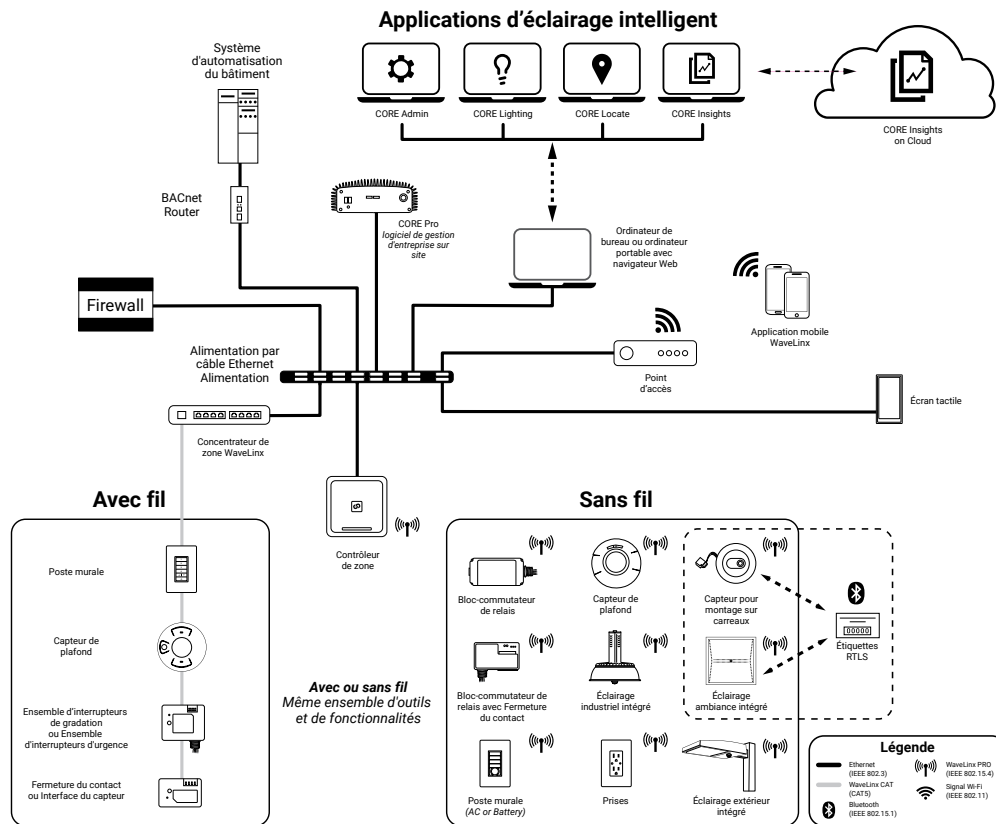 Applications d'éclairage intelligent
Système
d'automatisation
du bâtiment
CORE Admin
CORE Lighting
CORE Locate
CORE Insights
CORE Insights
on Cloud
BACnet
Router
CORE Pro
logiciel de gestion
d'entreprise sur
site
Ordinateur de
bureau ou ordinateur
portable avec
navigateur Web
Firewall
Application mobile
WaveLinx
Alimentation par
câble Ethernet
Alimentation
Point
d'accès
Écran tactile
Concentrateur de
zone WaveLinx
Contrôleur
de zone
Avec fil
Poste murale
Capteur de
plafond
Ensemble d'interrupteurs
de gradation
ou Ensemble
d'interrupteurs d'urgence
Fermeture du contact
ou Interface du capteur
Avec ou sans fil
Même ensemble d'outils
et de fonctionnalités
Sans fil
Bloc-commutateur
de relais
Capteur de
plafond
Capteur pour
montage sur
carreaux
Bloc-commutateur de
relais avec Fermeture
du contact
Éclairage
industriel intégré
Éclairage
ambiance intégré
00000
Étiquettes
RTLS
Poste murale
(AC or Battery)
Prises
Éclairage extérieur
intégré
Légende
Ethernet
(IEEE 802.3)
WaveLinx CAT
(CAT5)
Bluetooth
(IEEE 802.15.1)
WaveLinx PRO
(IEEE 802.15.4)
Signal Wi-Fi
(IEEE 802.11)